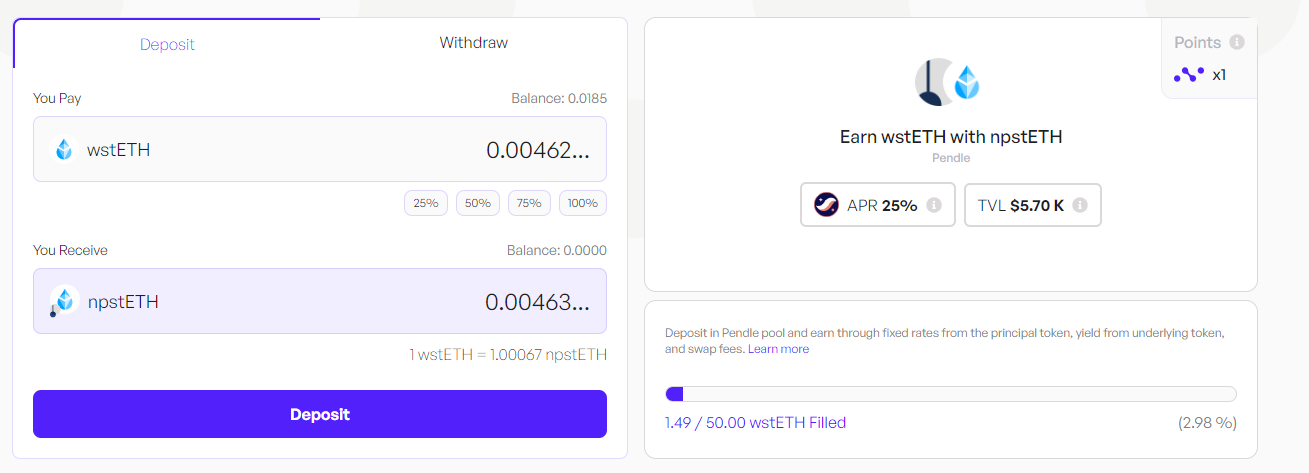 Deposit
Withdraw
You Pay
Balance: 0.0185
wstETH
0.00462...
25%
50%
75%
100%
You Receive
Balance: 0.0000
npstETH
0.00463...
1 wstETH = 1.00067 npstETH
Deposit
Points
x1
Earn wstETH with npstETH
Pendle
APR 25%
TVL $5.70 K
Deposit in Pendle pool and earn through fixed rates from the principal token, yield from underlying token,
and swap fees. Learn more
1.49 / 50.00 wstETH Filled
(2.98 %)